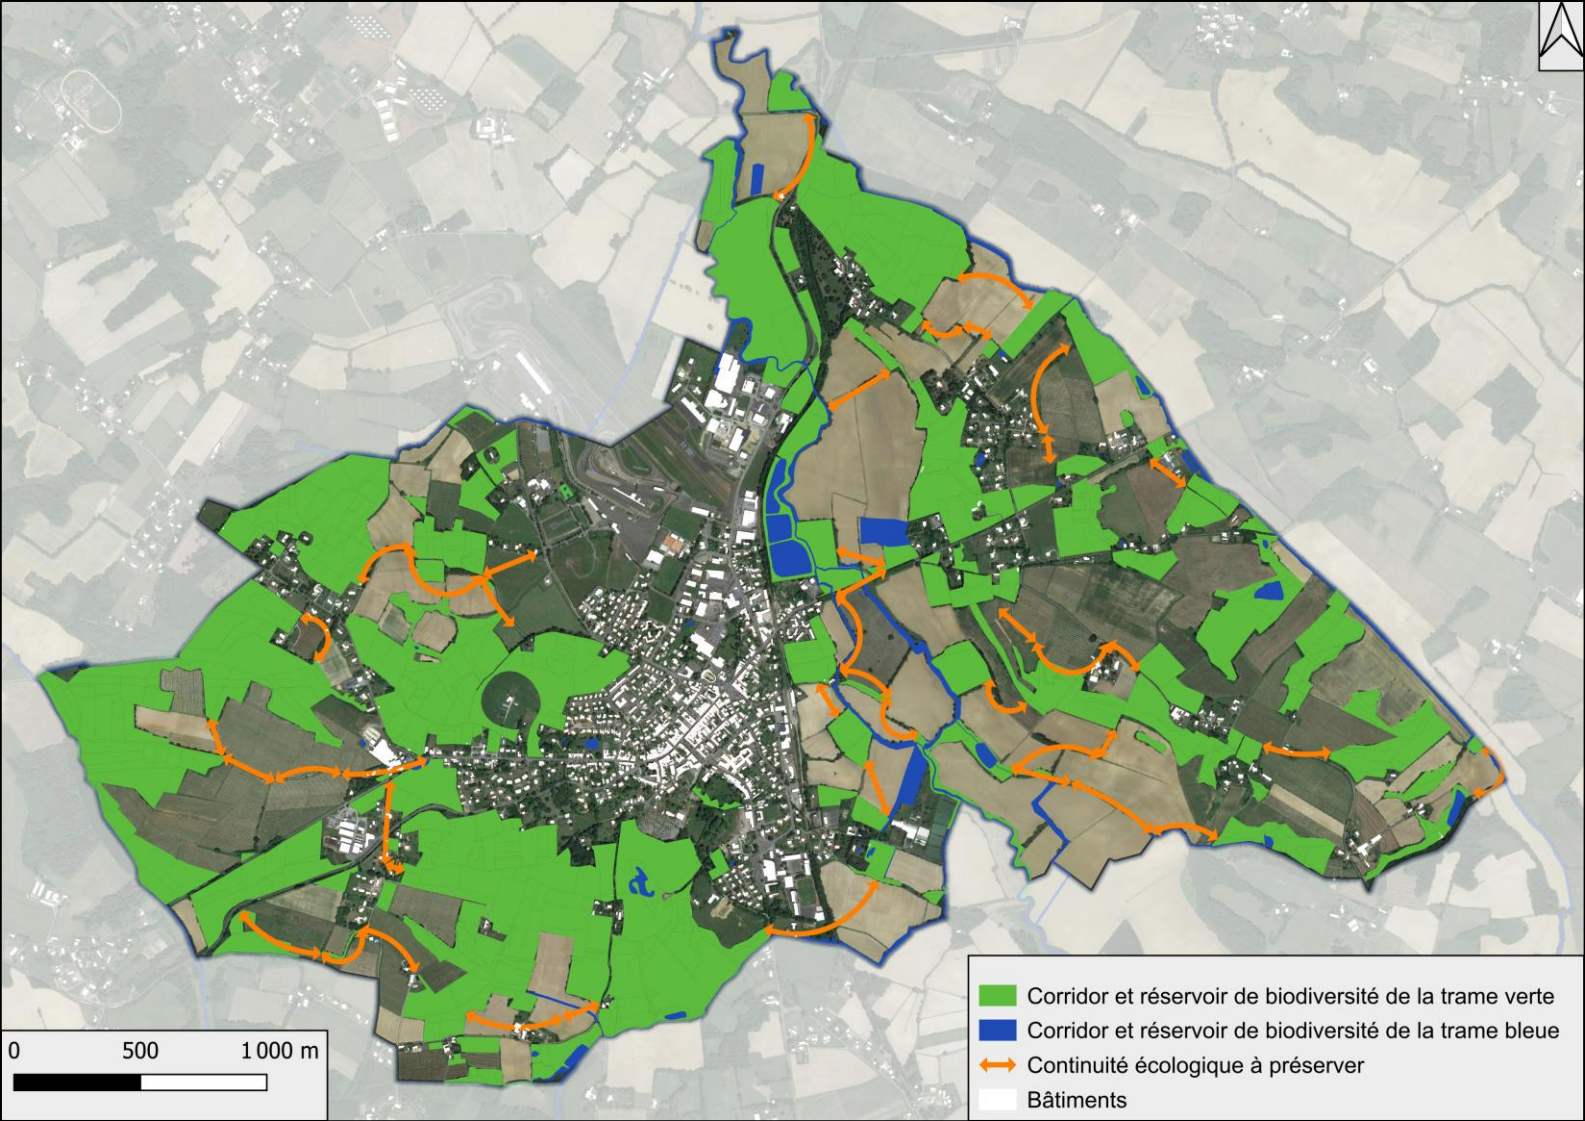 Corridor et réservoir de biodiversité de la trame verte
Corridor et réservoir de biodiversité de la trame bleue
Continuité écologique à préserver
Bâtiments
0 500 1 000 m